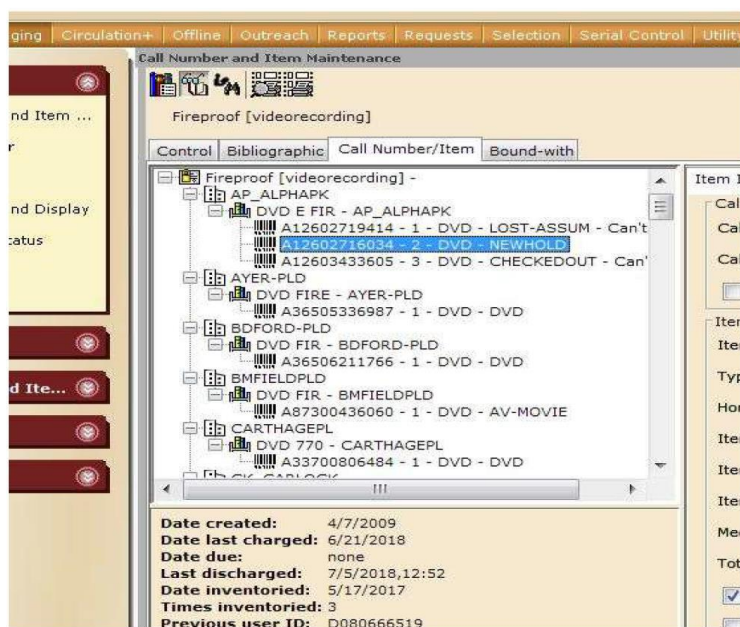 ging Circulation+ Offline Outreach Reports Requests Selection Serial Control Utility
Call Number and Item Maintenance
nd Item ...
r
nd Display
tatus
d Ite...
Fireproof [videorecording]
Control Bibliographic Call Number/Item Bound-with
Fireproof [videorecording] -
AP_ALPHAPK
DVD E FIR - AP_ALPHAPK
A12602719414 - 1 - DVD - LOST-ASSUM - Can't
A12602716034 - 2 - DVD - NEWHOLD
A12603433605 - 3 - DVD - CHECKEDOUT - Can'
AYER-PLD
DVD FIRE - AYER-PLD
A36505336987 - 1 - DVD - DVD
BDFORD-PLD
DVD FIR - BDFORD-PLD
A36506211766 - 1 - DVD - DVD
BMFIELDPLD
DVD FIR - BMFIELDPLD
A87300436060 - 1 - DVD - AV-MOVIE
CARTHAGEPL
DVD 770 - CARTHAGEPL
A33700806484 - 1 - DVD - DVD
Date created: 4/7/2009
Date last charged: 6/21/2018
Date due: none
Last discharged: 7/5/2018,12:52
Date inventoried: 5/17/2017
Times inventoried: 3
Previous user ID: D080666519
Item I
Cal
Cal
Cal
Iter
Ite
Typ
Hor
Ite
Ite
Ite
Me
Tot